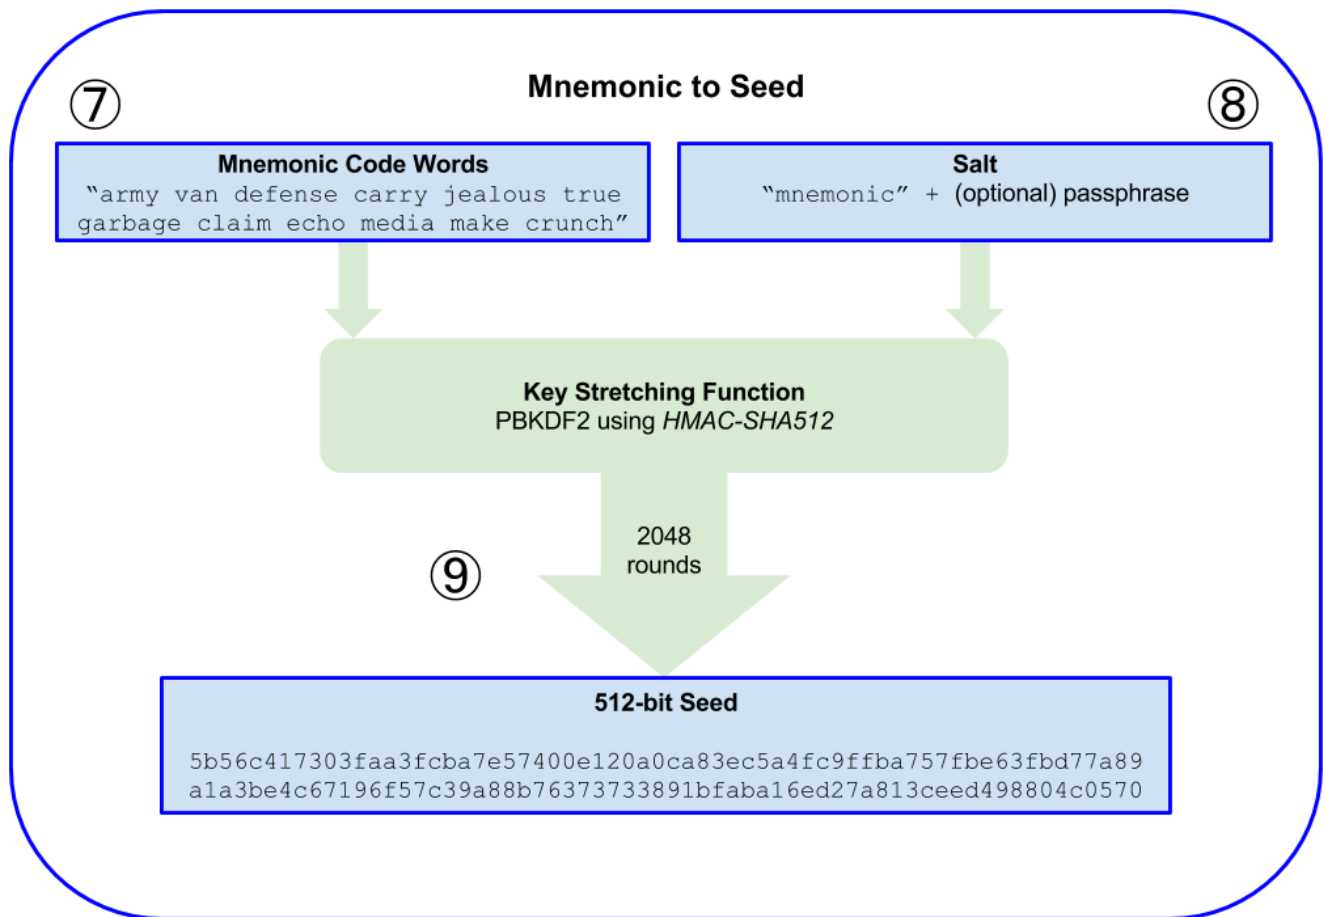 Mnemonic to Seed
⑦
⑧
Mnemonic Code Words
“army van defense carry jealous true
garbage claim echo media make crunch”
Salt
“mnemonic” + (optional) passphrase
Key Stretching Function
PBKDF2 using HMAC-SHA512
2048
rounds
⑨
512-bit Seed
5b56c417303faa3fcba7e57400e120a0ca83ec5a4fc9ffba757fbe63fbd77a89
a1a3be4c67196f57c39a88b76373733891bfaba16ed27a813ceed498804c0570